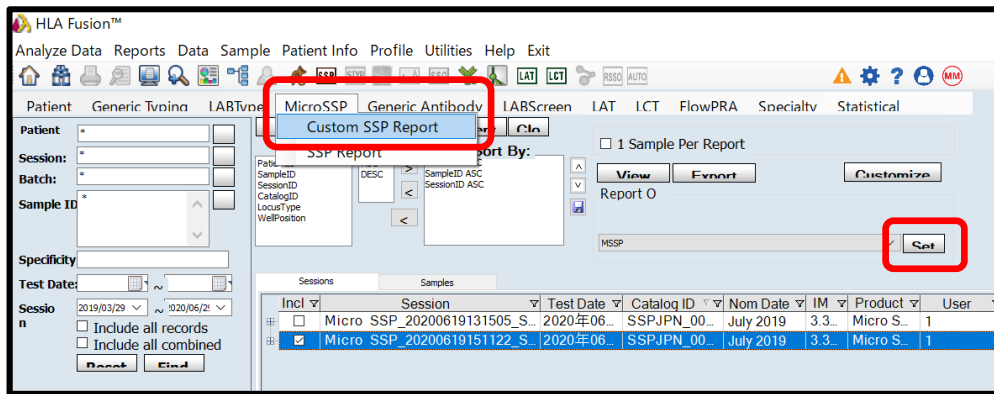 HLA Fusion™
Analyze Data Reports Data Sample Patient Info Profile Utilities Help Exit
SSP LAT LCT RSSO AUTO MM
Patient Generic Typing LABType MicroSSP Generic Antibody LABScreen LAT LCT FlowPRA Specialty Statistical
Custom SSP Report
SSP Report
Patient *
Session: *
Batch: *
Sample ID *
Specificity
Test Date: ~
Session 2019/03/29 ~ 2020/06/29
Include all records
Include all combined
Reset Find
Clo
Sort By:
SampleID
SessionID
CatalogID
LocusType
WellPosition
DESC
> < <
SampleID ASC
SessionID ASC
1 Sample Per Report
View Export Customize
Report O
MSSP Set
Sessions Samples
Incl Session Test Date Catalog ID Nom Date IM Product User
Micro SSP_20200619131505_S... 2020年06... SSPJPN_00... July 2019 3.3... Micro S... 1
Micro SSP_20200619151122_S... 2020年06... SSPJPN_00... July 2019 3.3... Micro S... 1